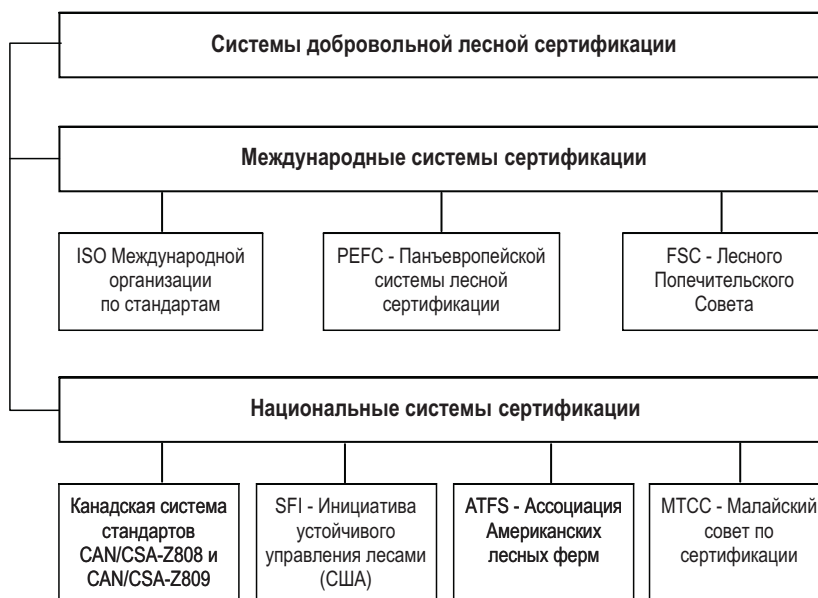 Системы добровольной лесной сертификации
Международные системы сертификации
ISO Международной
организации
по стандартам
PEFC - Панъевропейской
системы лесной
сертификации
FSC - Лесного
Попечительского
Совета
Национальные системы сертификации
Канадская система
стандартов
CAN/CSA-Z808 и
CAN/CSA-Z809
SFI - Инициатива
устойчивого
управления лесами
(США)
ATFS - Ассоциация
Американских
лесных ферм
MTCC - Малайский
совет по
сертификации